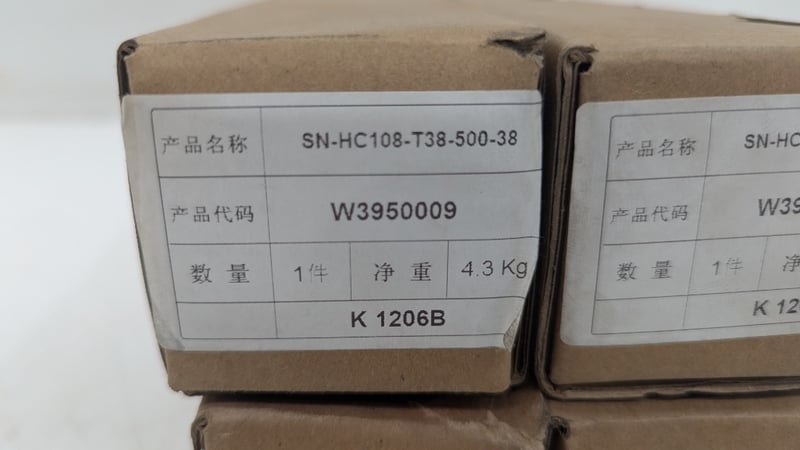 产品名称 SN-HC108-T38-500-38
产品代码 W3950009
数量 1件 净重 4.3 Kg
K 1206B
产品名称 SN-HC
产品代码 W39
数量 1件 净
K 12